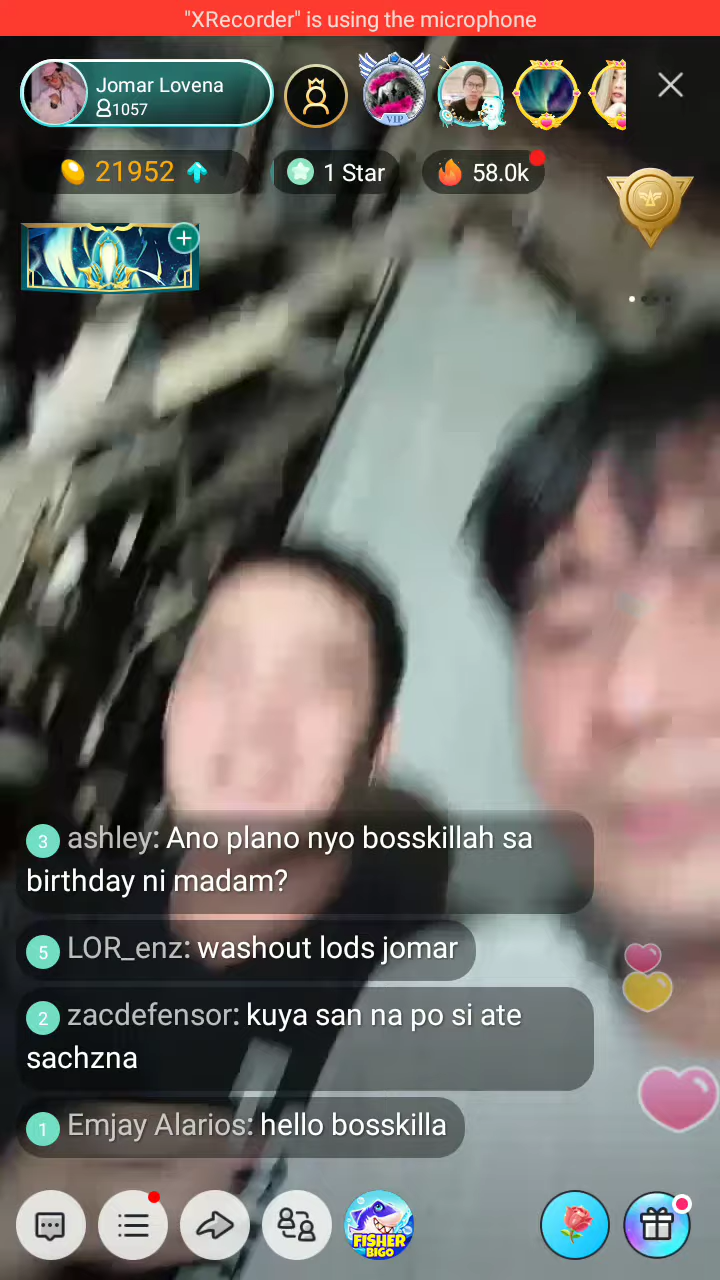 "XRecorder" is using the microphone
Jomar Lovena
1057
VIP
21952
1 Star
58.0k
3 ashley: Ano plano nyo bosskillah sa
birthday ni madam?
5 LOR_enz: washout lods jomar
2 zacdefensor: kuya san na po si ate
sachzna
1 Emjay Alarios: hello bosskilla
FISHER
BIGO